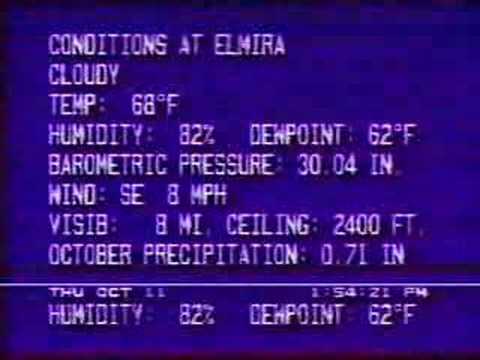 CONDITIONS AT ELMIRA
CLOUDY
TEMP: 68°F
HUMIDITY: 82% DEWPOINT: 62°F
BAROMETRIC PRESSURE: 30.04 IN.
WIND: SE 8 MPH
VISIB: 8 MI. CEILING: 2400 FT.
OCTOBER PRECIPITATION: 0.71 IN
THU OCT 11 1:54:21 PM
HUMIDITY: 82% DEWPOINT: 62°F